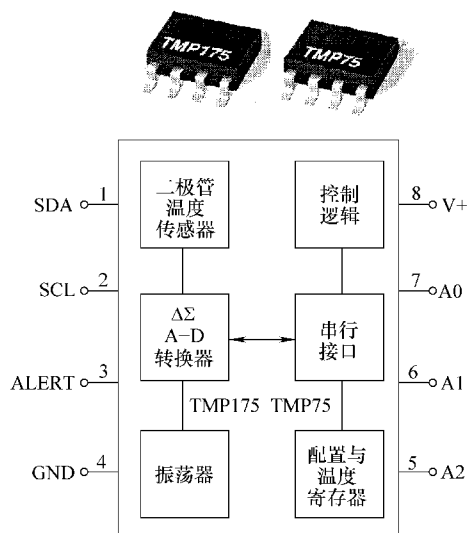 TMP175
TMP75
SDA
1
二极管
温度
传感器
控制
逻辑
8
V+
SCL
2
ΔΣ
A-D
转换器
串行
接口
7
A0
ALERT
3
TMP175 TMP75
6
A1
GND
4
振荡器
配置与
温度
寄存器
5
A2